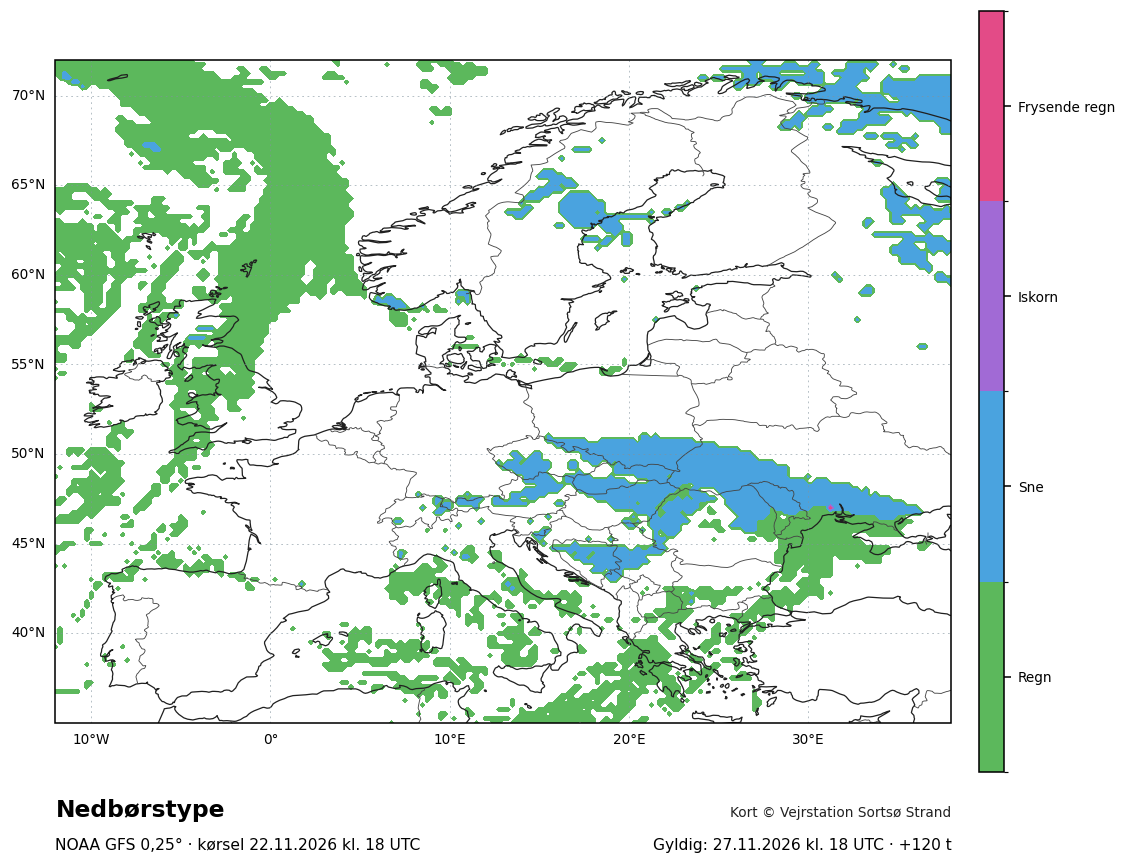 70°N
65°N
60°N
55°N
50°N
45°N
40°N
10°W
0°
10°E
20°E
30°E
Frysende regn
Iskorn
Sne
Regn
Nedbørstype
Kort © Vejrstation Sortsø Strand
NOAA GFS 0,25° · kørsel 22.11.2026 kl. 18 UTC
Gyldig: 27.11.2026 kl. 18 UTC · +120 t